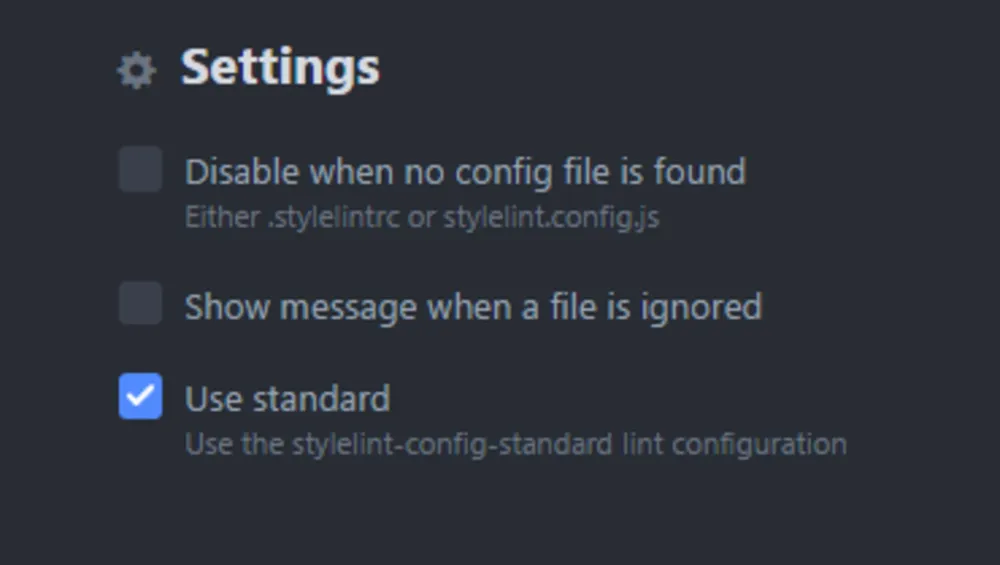 Settings
Disable when no config file is found
Either .stylelintrc or stylelint.config.js
Show message when a file is ignored
Use standard
Use the stylelint-config-standard lint configuration